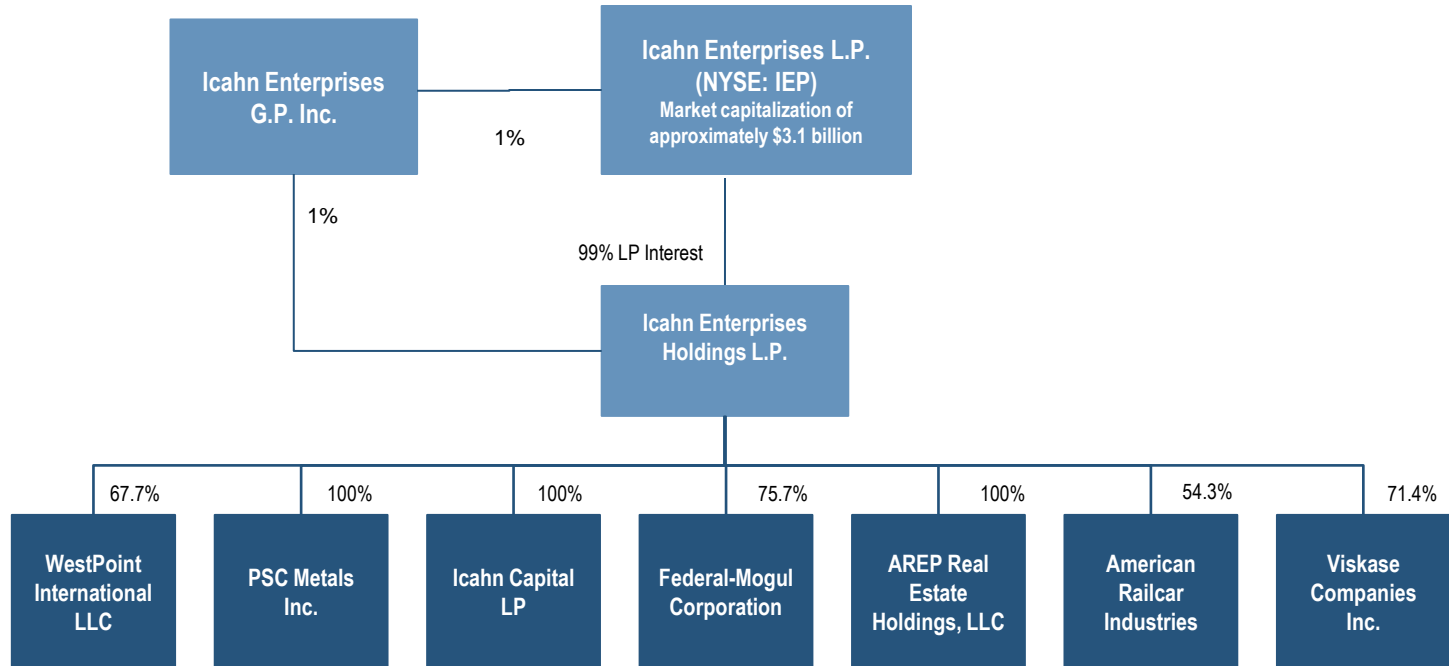 Icahn Enterprises
G.P. Inc.
Icahn Enterprises L.P.
(NYSE: IEP)
Market capitalization of
approximately $3.1 billion
1%
1%
99% LP Interest
Icahn Enterprises
Holdings L.P.
67.7%
100%
100%
75.7%
100%
54.3%
71.4%
WestPoint
International
LLC
PSC Metals
Inc.
Icahn Capital
LP
Federal-Mogul
Corporation
AREP Real
Estate
Holdings, LLC
American
Railcar
Industries
Viskase
Companies
Inc.